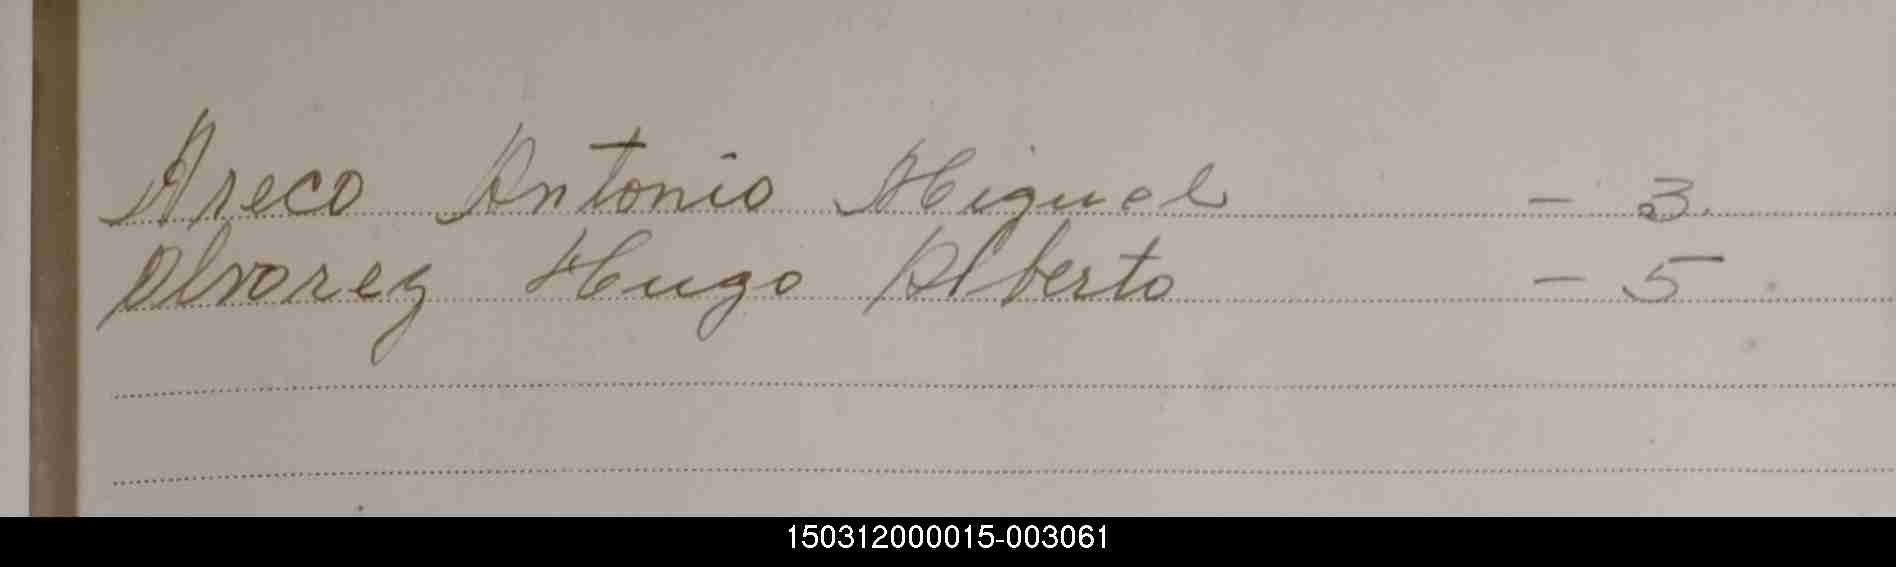 Areco Antonio Miguel - 3.
Alvarez Hugo Alberto - 5
150312000015-003061